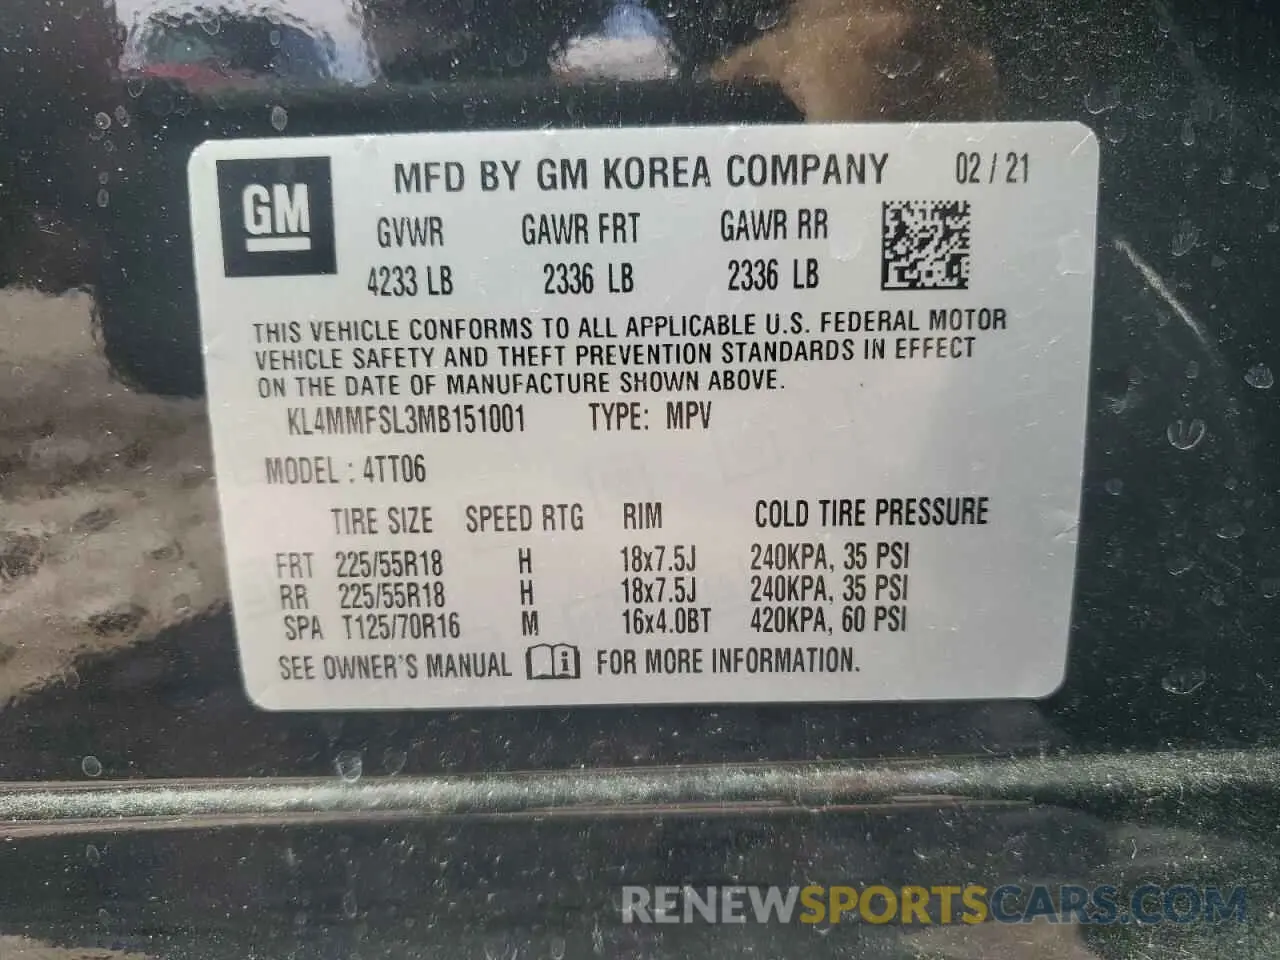 GM
MFD BY GM KOREA COMPANY 02 / 21
GVWR GAWR FRT GAWR RR
4233 LB 2336 LB 2336 LB
THIS VEHICLE CONFORMS TO ALL APPLICABLE U.S. FEDERAL MOTOR
VEHICLE SAFETY AND THEFT PREVENTION STANDARDS IN EFFECT
ON THE DATE OF MANUFACTURE SHOWN ABOVE.
KL4MMFSL3MB151001 TYPE: MPV
MODEL : 4TT06
TIRE SIZE SPEED RTG RIM COLD TIRE PRESSURE
FRT 225/55R18 H 18x7.5J 240KPA, 35 PSI
RR 225/55R18 H 18x7.5J 240KPA, 35 PSI
SPA T125/70R16 M 16x4.0BT 420KPA, 60 PSI
SEE OWNER'S MANUAL i FOR MORE INFORMATION.
RENEWSPORTSCARS.COM